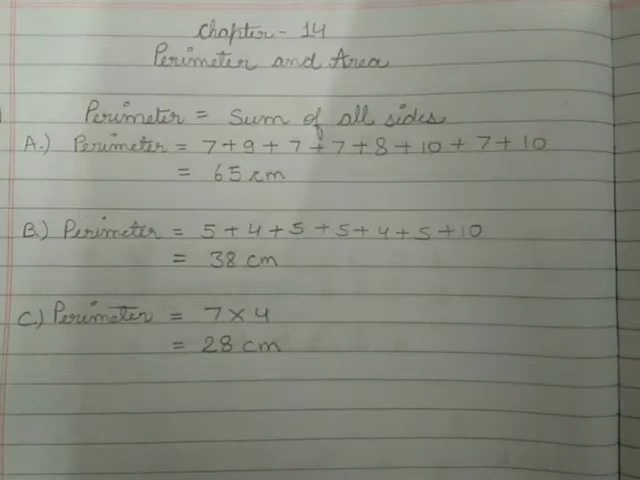 Chapter - 14
Perimeter and Area
Perimeter = Sum of all sides
A.) Perimeter = 7+9+7+7+8+10+7+10
= 65 cm
B.) Perimeter = 5+4+5+5+4+5+10
= 38 cm
C.) Perimeter = 7×4
= 28 cm